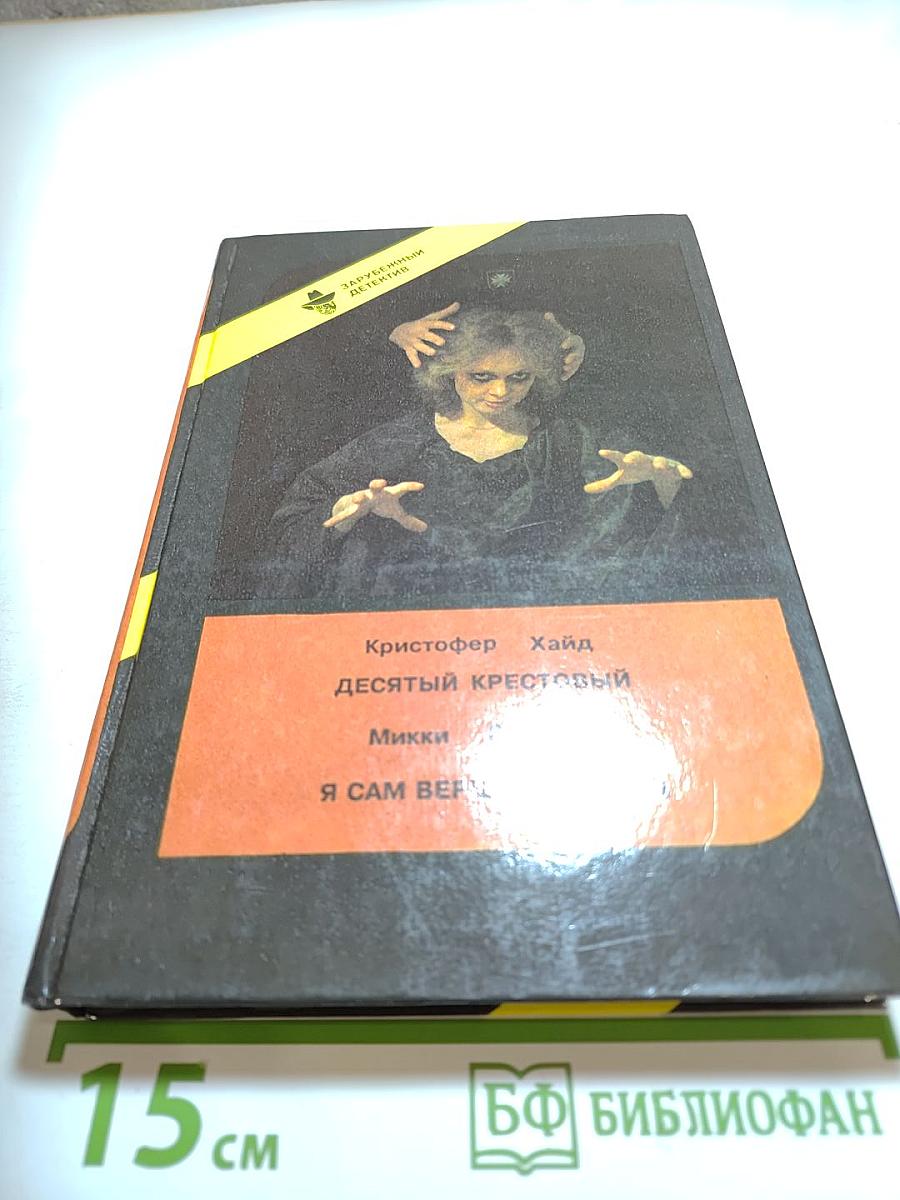 ЗАРУБЕЖНЫЙ
ДЕТЕКТИВ
Кристофер Хайд
ДЕСЯТЫЙ КРЕСТОВЫЙ
Микки
Я САМ
15 см
БФ БИБЛИОФАН